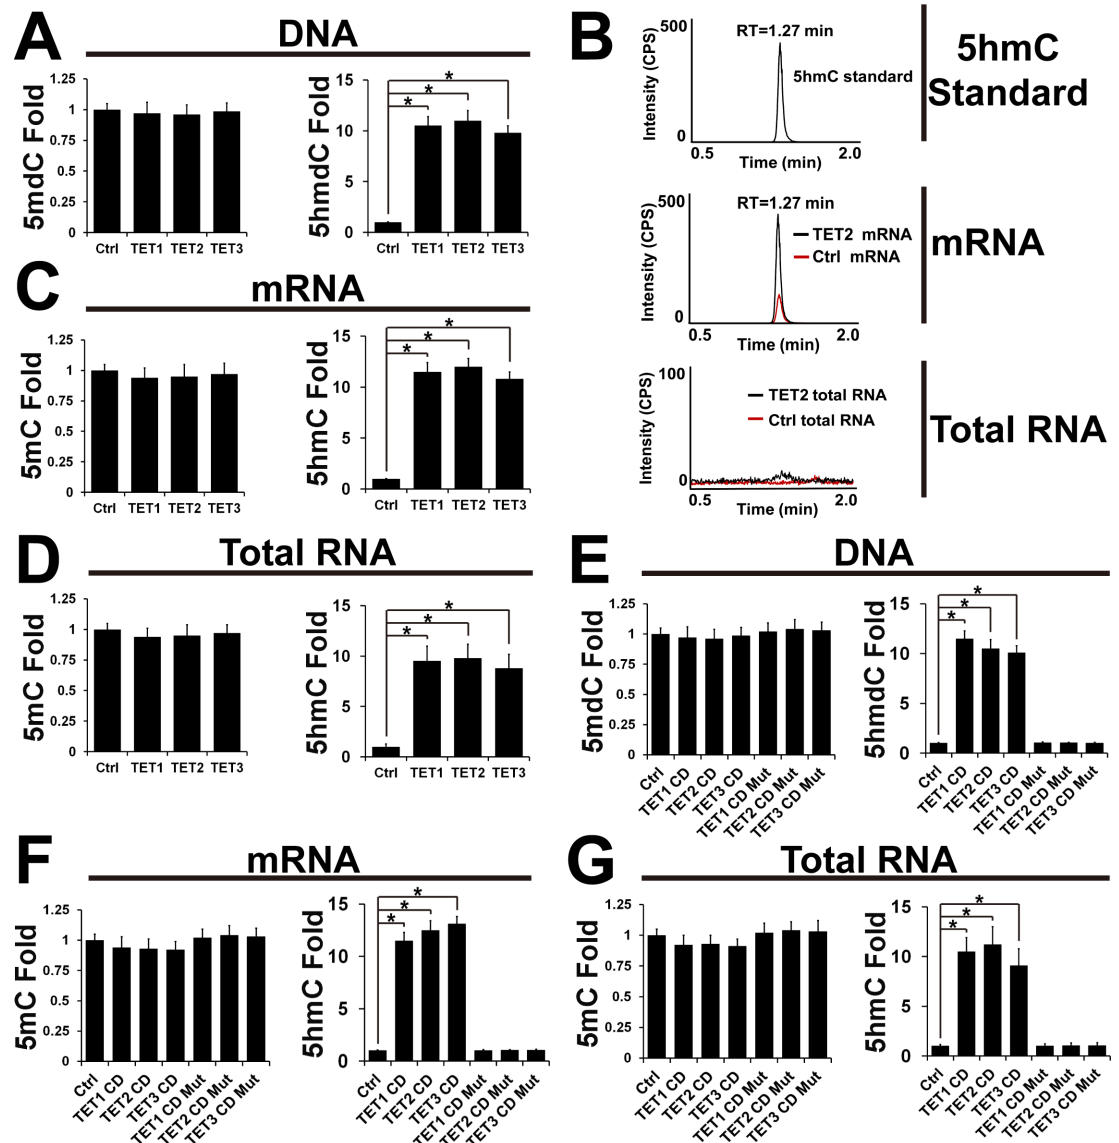 A
DNA
5mdC Fold
1.25
1
0.75
0.5
0.25
0
Ctrl TET1 TET2 TET3
5hmdC Fold
15
10
5
0
* 
*
*
Ctrl TET1 TET2 TET3
B
Intensity (CPS)
500
0
RT=1.27 min
5hmC standard
0.5 2.0
Time (min)
5hmC
Standard
Intensity (CPS)
500
0
RT=1.27 min
TET2 mRNA
Ctrl mRNA
0.5 2.0
Time (min)
mRNA
Intensity (CPS)
100
0
TET2 total RNA
Ctrl total RNA
0.5 2.0
Time (min)
Total RNA
C
mRNA
5mC Fold
1.25
1
0.75
0.5
0.25
0
Ctrl TET1 TET2 TET3
5hmC Fold
15
10
5
0
*
*
*
Ctrl TET1 TET2 TET3
D
Total RNA
5mC Fold
1.25
1
0.75
0.5
0.25
0
Ctrl TET1 TET2 TET3
5hmC Fold
15
10
5
0
*
*
*
Ctrl TET1 TET2 TET3
E
DNA
5mdC Fold
1.25
1
0.75
0.5
0.25
0
Ctrl
TET1 CD
TET2 CD
TET3 CD
TET1 CD Mut
TET2 CD Mut
TET3 CD Mut
5hmdC Fold
15
10
5
0
*
*
*
Ctrl
TET1 CD
TET2 CD
TET3 CD
TET1 CD Mut
TET2 CD Mut
TET3 CD Mut
F
mRNA
5mC Fold
1.25
1
0.75
0.5
0.25
0
Ctrl
TET1 CD
TET2 CD
TET3 CD
TET1 CD Mut
TET2 CD Mut
TET3 CD Mut
5hmC Fold
15
10
5
0
*
*
*
Ctrl
TET1 CD
TET2 CD
TET3 CD
TET1 CD Mut
TET2 CD Mut
TET3 CD Mut
G
Total RNA
5mC Fold
1.25
1
0.75
0.5
0.25
0
Ctrl
TET1 CD
TET2 CD
TET3 CD
TET1 CD Mut
TET2 CD Mut
TET3 CD Mut
5hmC Fold
15
10
5
0
*
*
*
Ctrl
TET1 CD
TET2 CD
TET3 CD
TET1 CD Mut
TET2 CD Mut
TET3 CD Mut